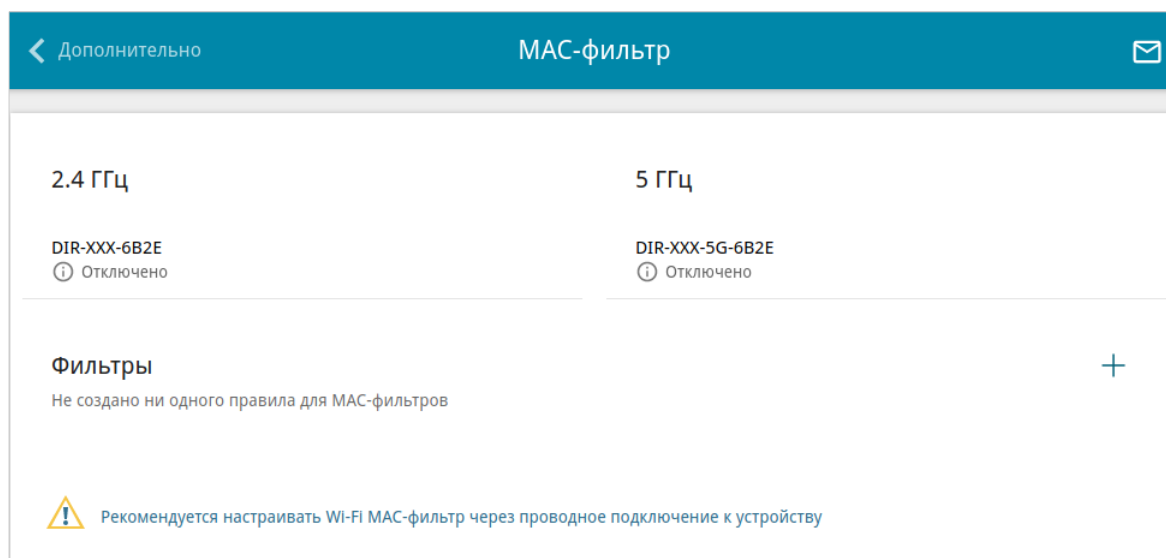 Дополнительно
MAC-фильтр
2.4 ГГц
5 ГГц
DIR-XXX-6B2E
DIR-XXX-5G-6B2E
Отключено
Отключено
Фильтры
Не создано ни одного правила для MAC-фильтров
Рекомендуется настраивать Wi-Fi MAC-фильтр через проводное подключение к устройству